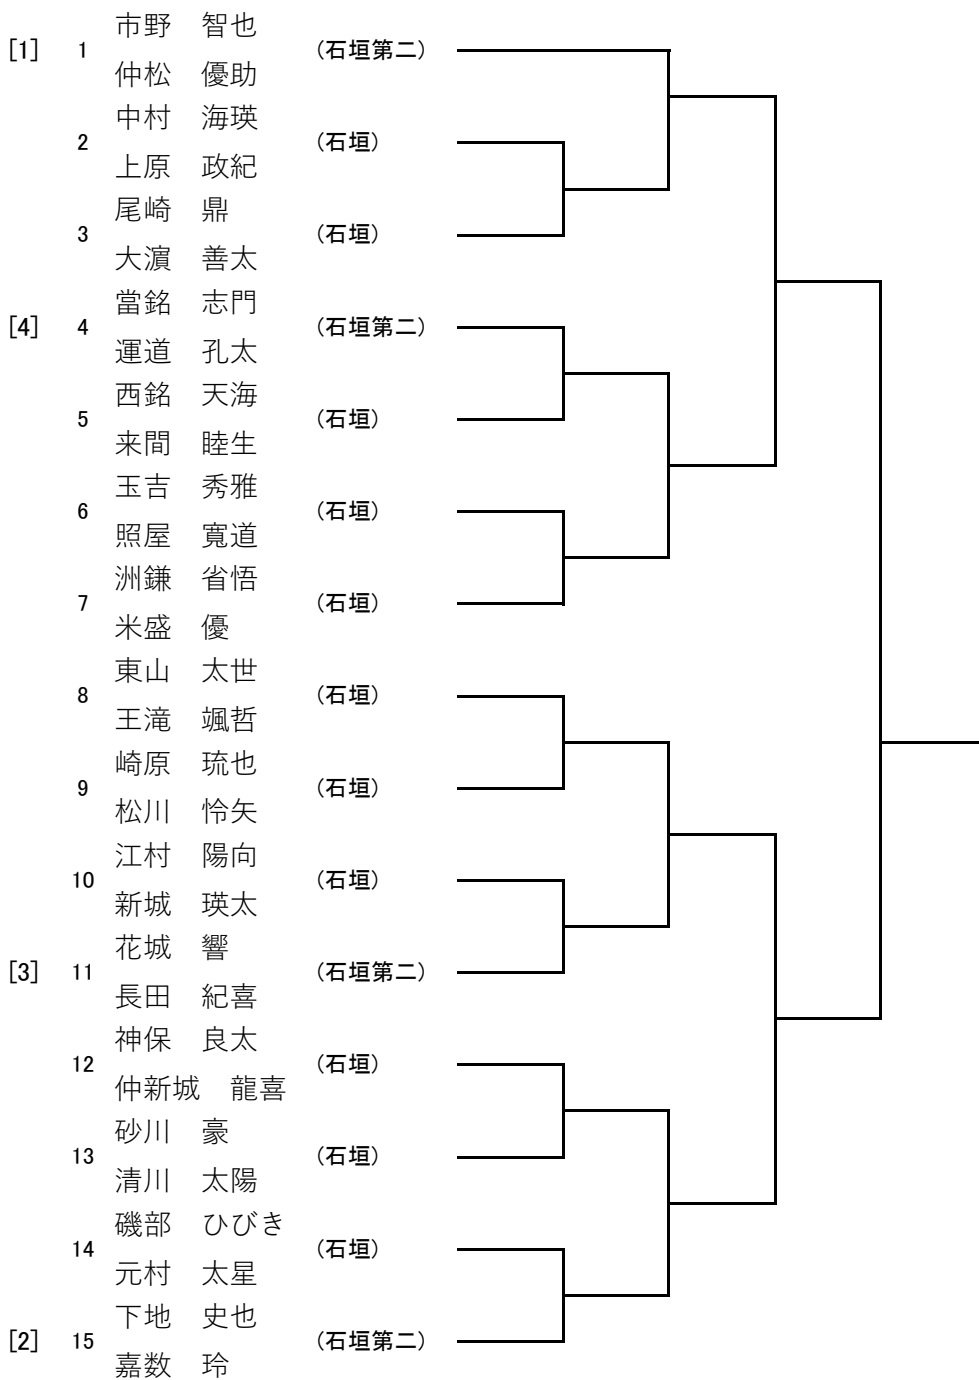 市野　智也
[1] 1 (石垣第二)
仲松　優助
中村　海瑛
2 (石垣)
上原　政紀
尾崎　鼎
3 (石垣)
大濵　善太
當銘　志門
[4] 4 (石垣第二)
運道　孔太
西銘　天海
5 (石垣)
来間　睦生
玉吉　秀雅
6 (石垣)
照屋　寛道
洲鎌　省悟
7 (石垣)
米盛　優
東山　太世
8 (石垣)
王滝　颯哲
崎原　琉也
9 (石垣)
松川　怜矢
江村　陽向
10 (石垣)
新城　瑛太
花城　響
[3] 11 (石垣第二)
長田　紀喜
神保　良太
12 (石垣)
仲新城　龍喜
砂川　豪
13 (石垣)
清川　太陽
磯部　ひびき
14 (石垣)
元村　太星
下地　史也
[2] 15 (石垣第二)
嘉数　玲